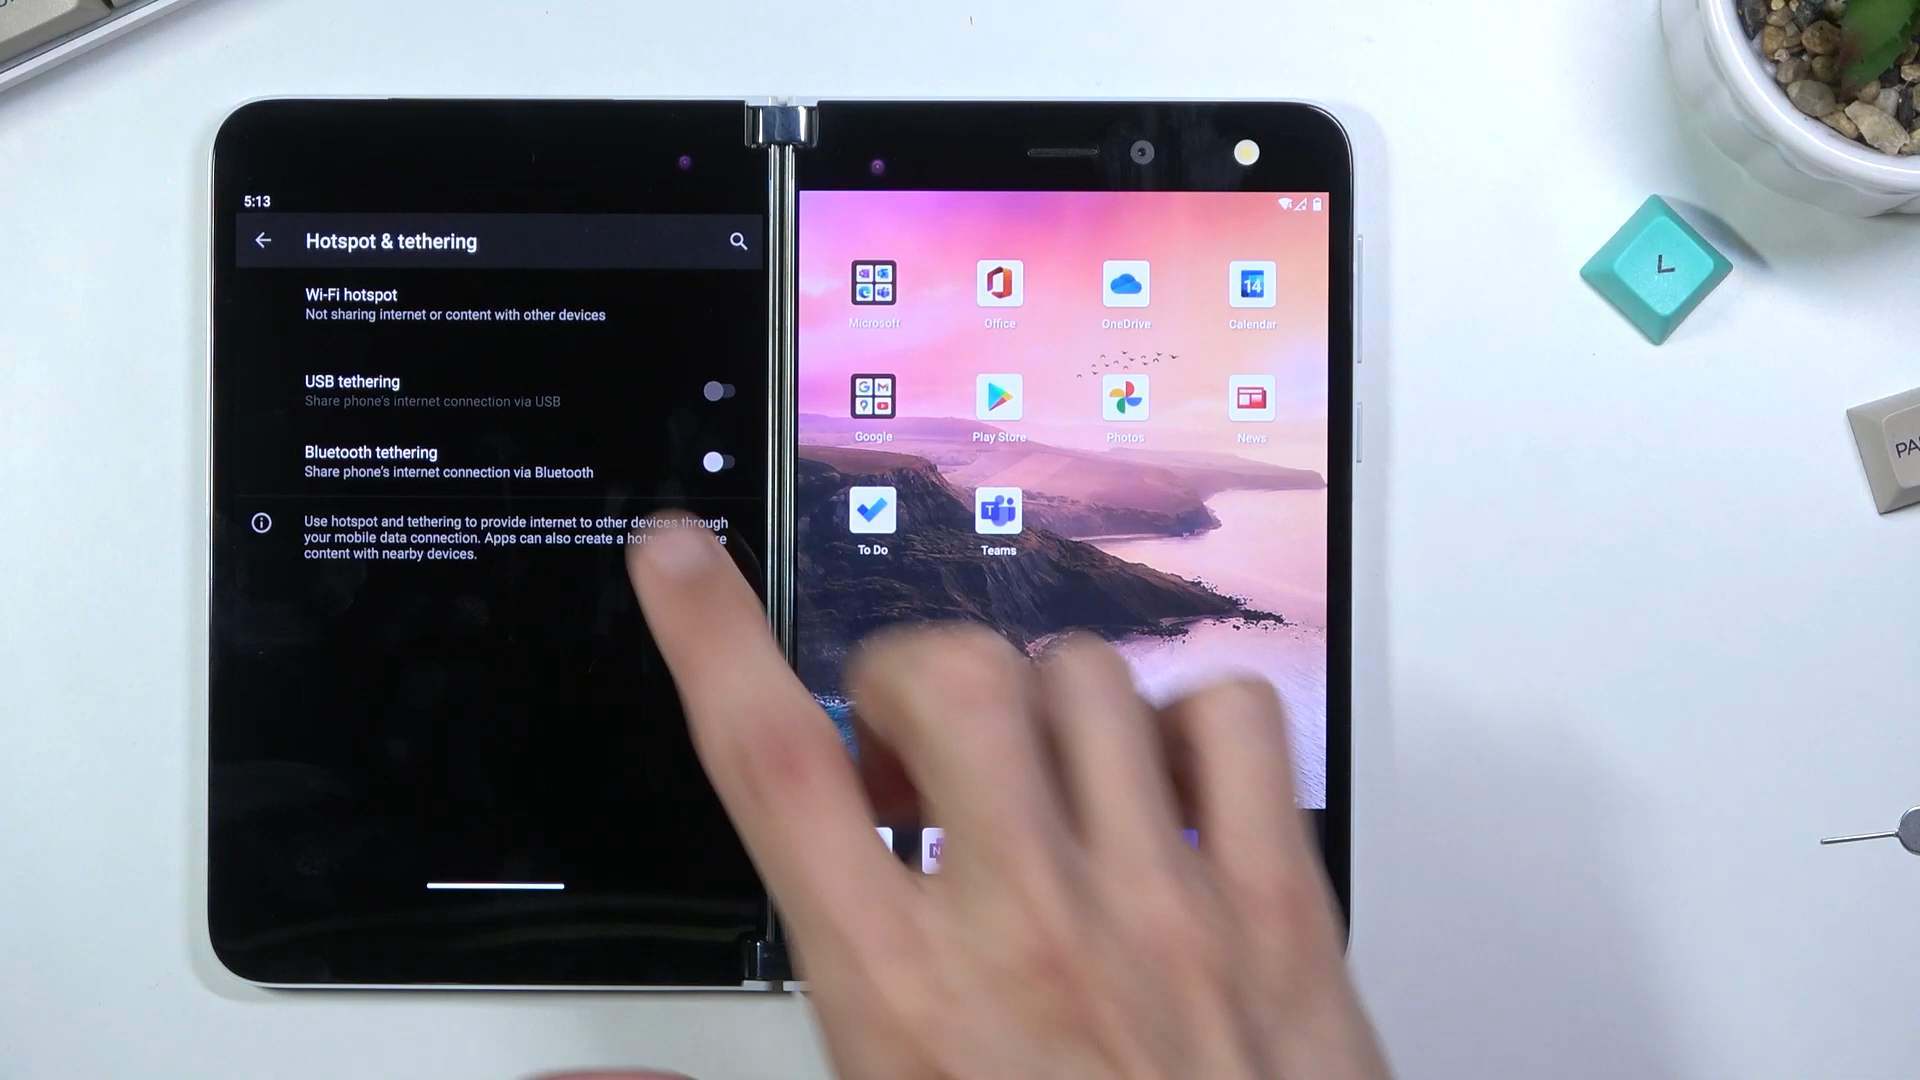 5:13
Hotspot & tethering
Wi-Fi hotspot
Not sharing internet or content with other devices
USB tethering
Share phone's internet connection via USB
Bluetooth tethering
Share phone's internet connection via Bluetooth
Use hotspot and tethering to provide internet to other devices through
your mobile data connection. Apps can also create a
content with nearby devices.
14
Microsoft
Office
OneDrive
Calendar
Google
Play Store
Photos
News
To Do
Teams
L